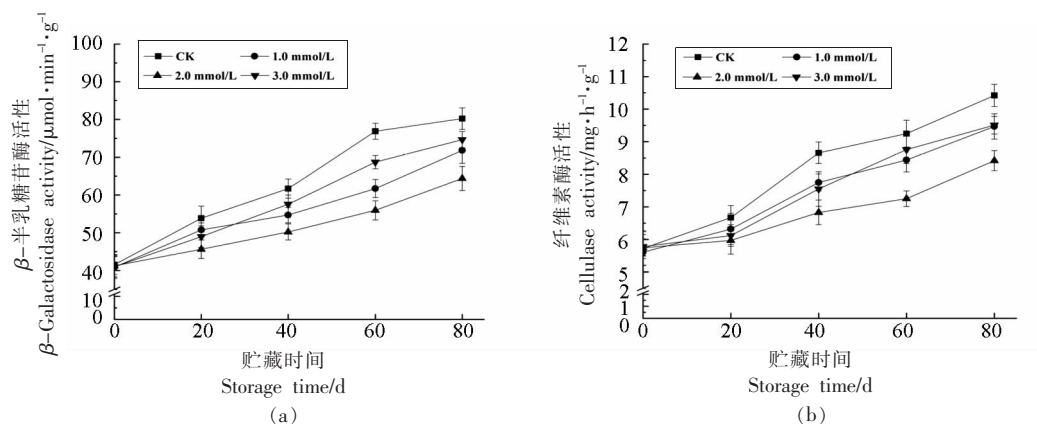 100
90
80
70
60
50
40
10
0
β-半乳糖苷酶活性
β-Galactosidase activity/μmol·min⁻¹·g⁻¹
CK
1.0 mmol/L
2.0 mmol/L
3.0 mmol/L
0
20
40
60
80
贮藏时间
Storage time/d
(a)
12
11
10
9
8
7
6
5
2
1
0
纤维素酶活性
Cellulase activity/mg·h⁻¹·g⁻¹
CK
1.0 mmol/L
2.0 mmol/L
3.0 mmol/L
0
20
40
60
80
贮藏时间
Storage time/d
(b)